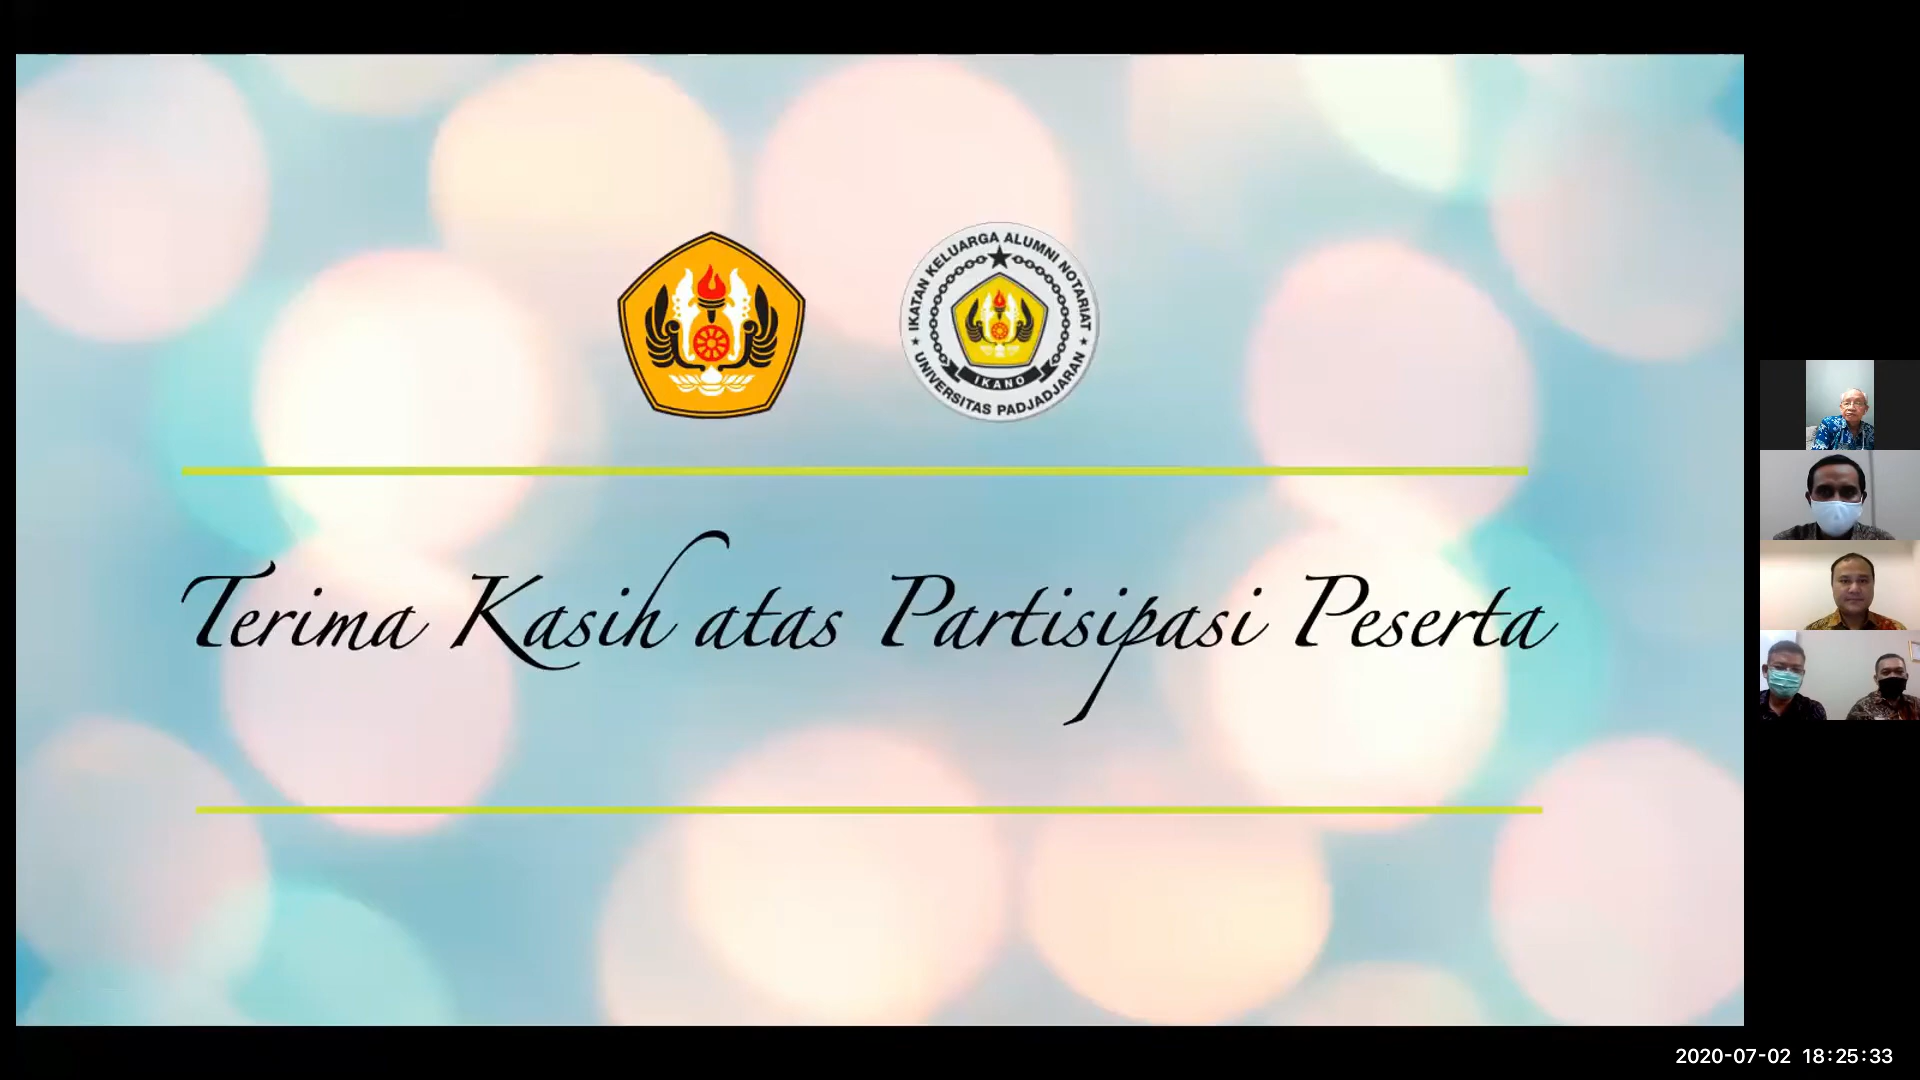 IKATAN KELUARGA ALUMNI NOTARIAT
IKANO
UNIVERSITAS PADJADJARAN
Terima Kasih atas Partisipasi Peserta
2020-07-02 18:25:33